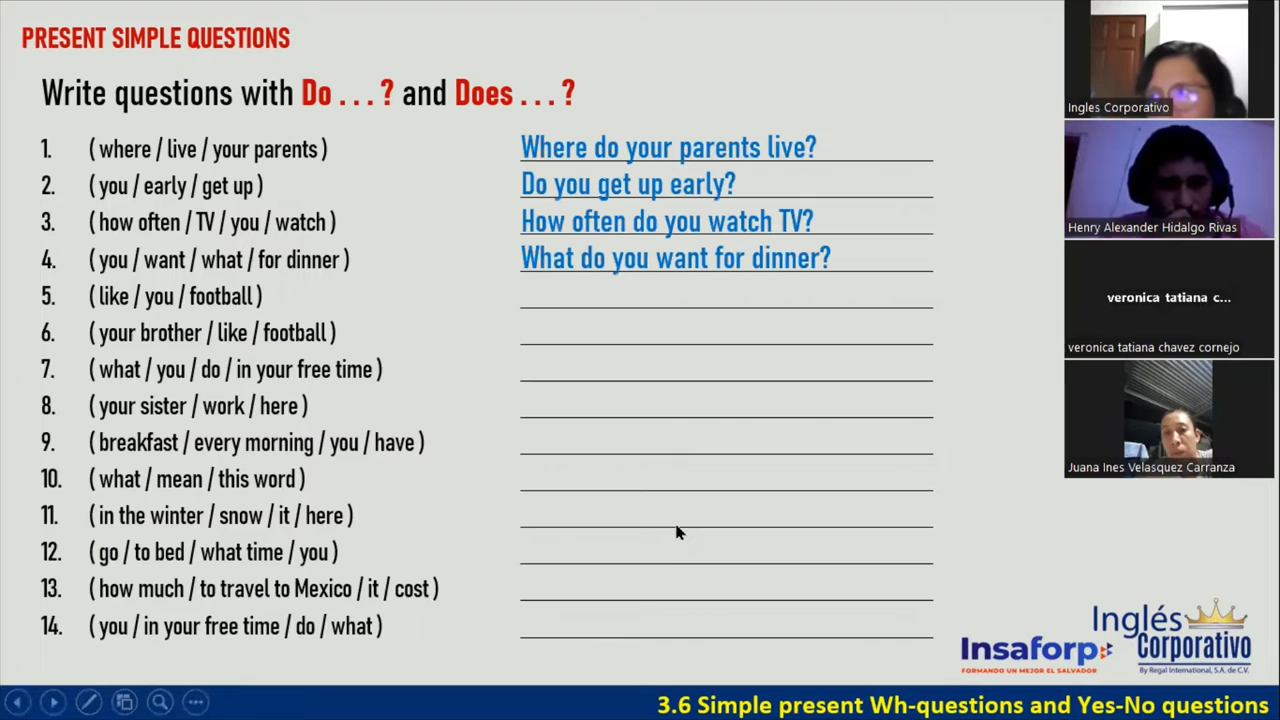 PRESENT SIMPLE QUESTIONS
Write questions with Do . . . ? and Does . . . ?
1. ( where / live / your parents ) Where do your parents live?
2. ( you / early / get up ) Do you get up early?
3. ( how often / TV / you / watch ) How often do you watch TV?
4. ( you / want / what / for dinner ) What do you want for dinner?
5. ( like / you / football )
6. ( your brother / like / football )
7. ( what / you / do / in your free time )
8. ( your sister / work / here )
9. ( breakfast / every morning / you / have )
10. ( what / mean / this word )
11. ( in the winter / snow / it / here )
12. ( go / to bed / what time / you )
13. ( how much / to travel to Mexico / it / cost )
14. ( you / in your free time / do / what )
Ingles Corporativo
Henry Alexander Hidalgo Rivas
veronica tatiana c...
veronica tatiana chavez cornejo
Juana Ines Velasquez Carranza
Insaforp
FORMANDO UN MEJOR EL SALVADOR
Inglés
Corporativo
By Regal International, S.A. de C.V.
3.6 Simple present Wh-questions and Yes-No questions